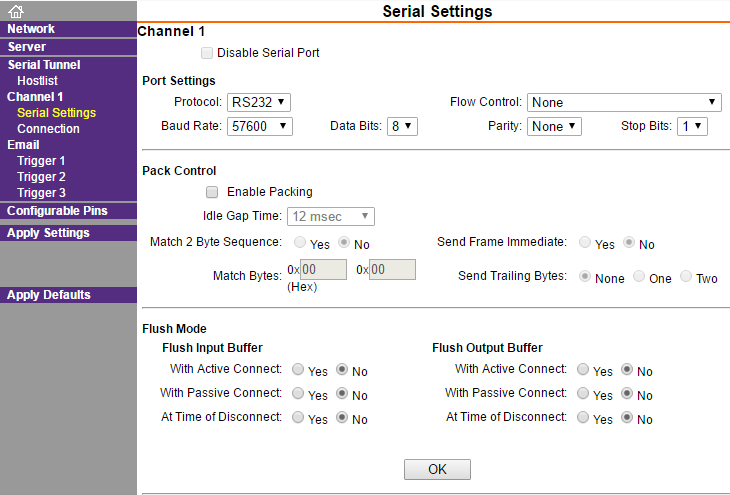 Serial Settings
Network
Server
Serial Tunnel
Hostlist
Channel 1
Serial Settings
Connection
Email
Trigger 1
Trigger 2
Trigger 3
Configurable Pins
Apply Settings
Apply Defaults
Channel 1
Disable Serial Port
Port Settings
Protocol: RS232 Flow Control: None
Baud Rate: 57600 Data Bits: 8 Parity: None Stop Bits: 1
Pack Control
Enable Packing
Idle Gap Time: 12 msec
Match 2 Byte Sequence: Yes No Send Frame Immediate: Yes No
Match Bytes: 0x00 0x00 Send Trailing Bytes: None One Two
(Hex)
Flush Mode
Flush Input Buffer Flush Output Buffer
With Active Connect: Yes No With Active Connect: Yes No
With Passive Connect: Yes No With Passive Connect: Yes No
At Time of Disconnect: Yes No At Time of Disconnect: Yes No
OK